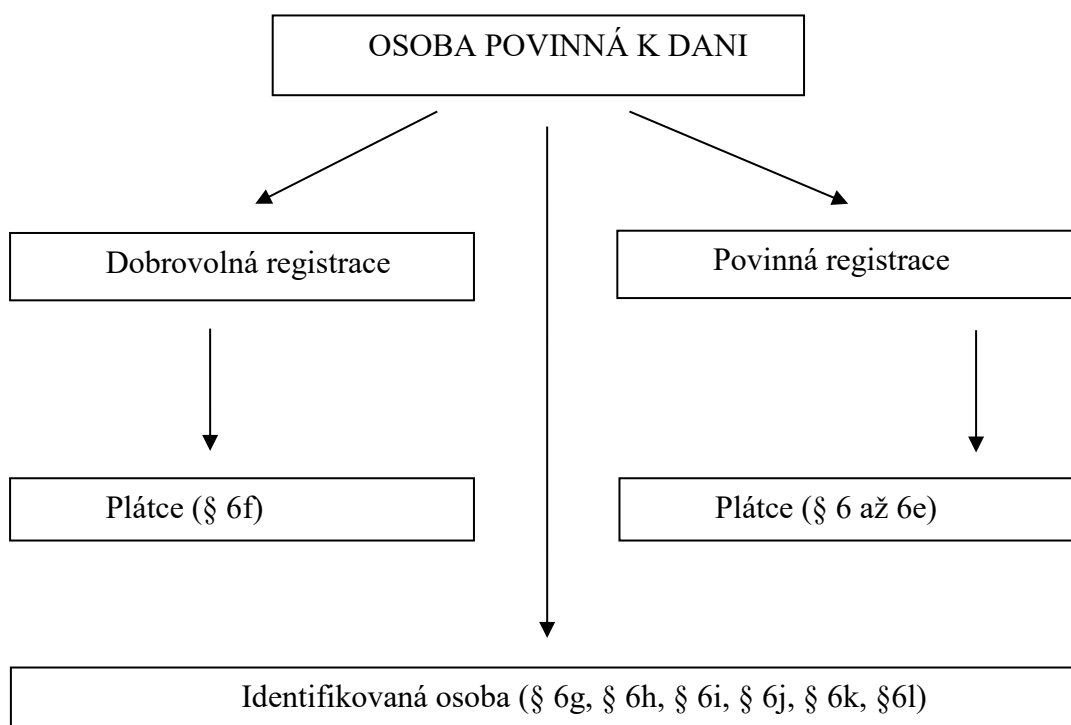 OSOBA POVINNÁ K DANI
Dobrovolná registrace
Povinná registrace
Plátce (§ 6f)
Plátce (§ 6 až 6e)
Identifikovaná osoba (§ 6g, § 6h, § 6i, § 6j, § 6k, §6l)